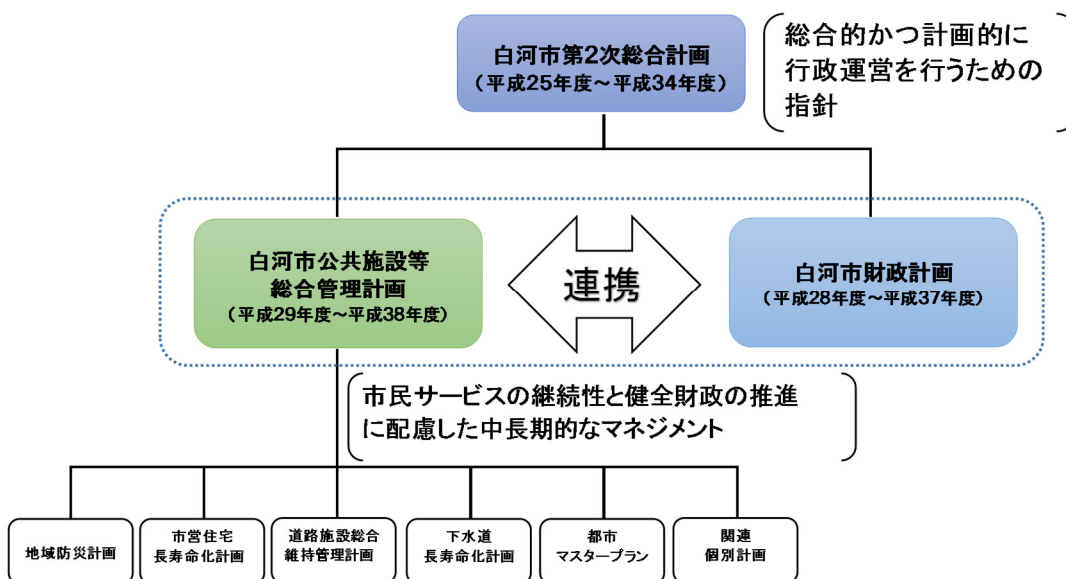 白河市第2次総合計画
（平成25年度～平成34年度）
総合的かつ計画的に
行政運営を行うための
指針
白河市公共施設等
総合管理計画
（平成29年度～平成38年度）
連携
白河市財政計画
（平成28年度～平成37年度）
市民サービスの継続性と健全財政の推進
に配慮した中長期的なマネジメント
地域防災計画
市営住宅
長寿命化計画
道路施設総合
維持管理計画
下水道
長寿命化計画
都市
マスタープラン
関連
個別計画